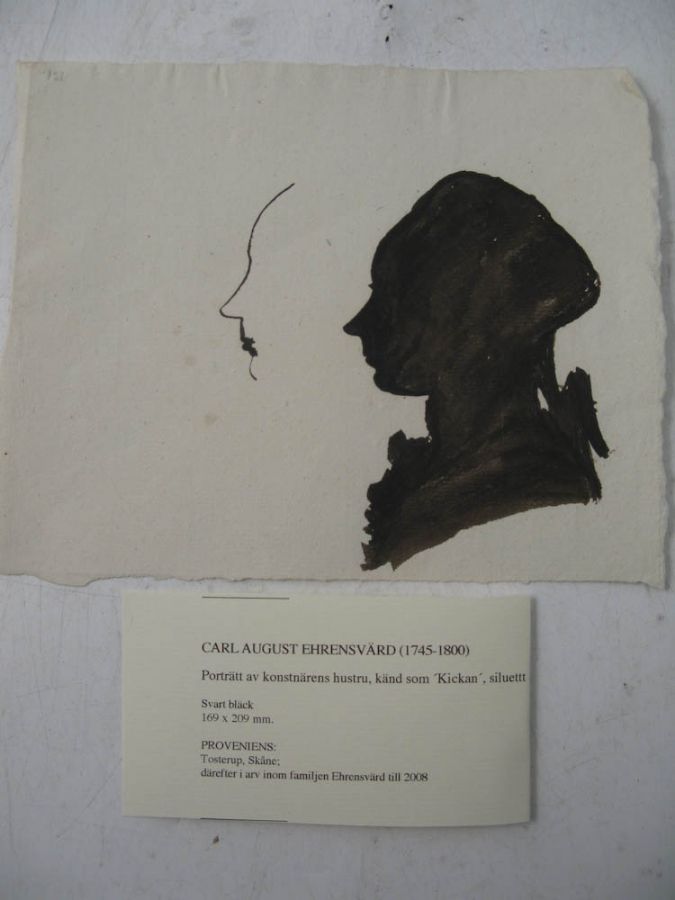 CARL AUGUST EHRENSVÄRD (1745-1800)
Porträtt av konstnärens hustru, känd som ´Kickan´, siluettt
Svart bläck
169 x 209 mm.
PROVENIENS:
Tosterup, Skåne;
därefter i arv inom familjen Ehrensvärd till 2008